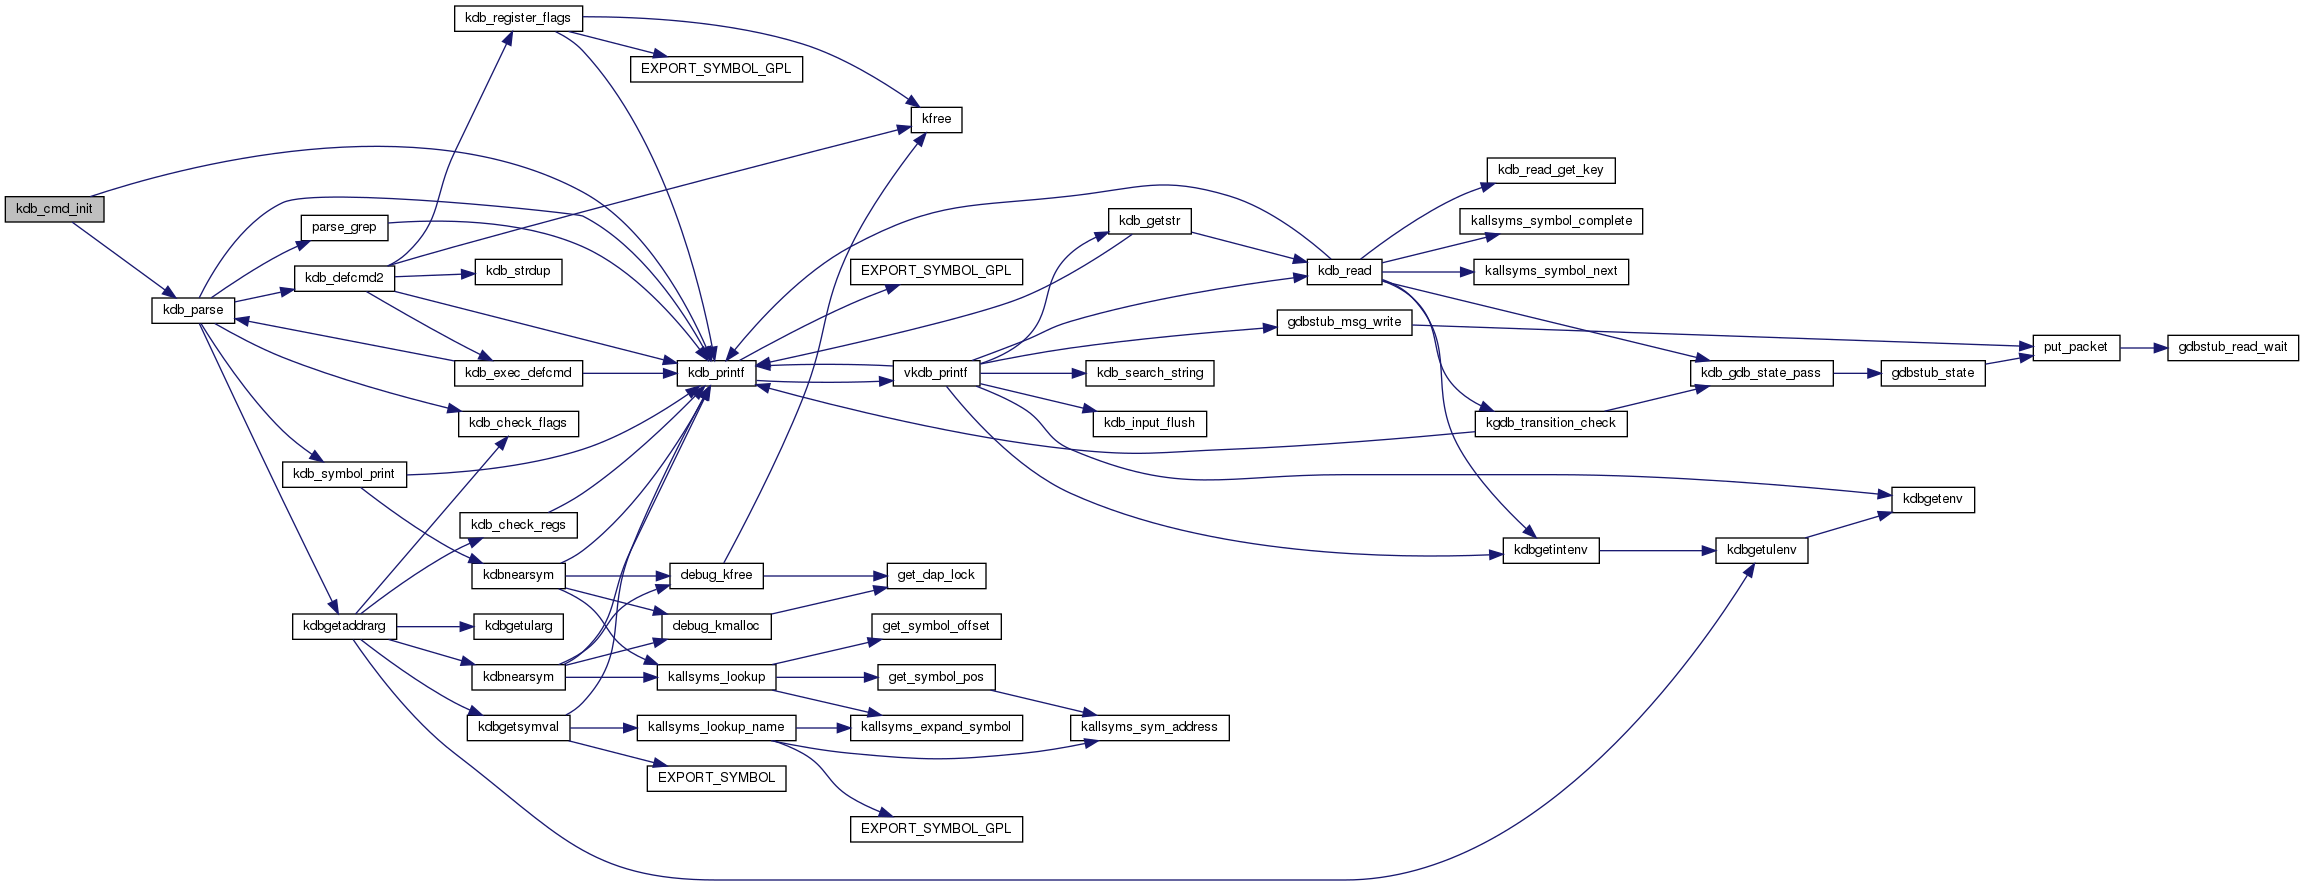 kdb_register_flags
EXPORT_SYMBOL_GPL
kfree
kdb_read_get_key
kdb_cmd_init
parse_grep
kdb_getstr
kallsyms_symbol_complete
kdb_defcmd2
kdb_strdup
EXPORT_SYMBOL_GPL
kdb_read
kallsyms_symbol_next
kdb_parse
gdbstub_msg_write
put_packet
gdbstub_read_wait
kdb_exec_defcmd
kdb_printf
vkdb_printf
kdb_search_string
kdb_gdb_state_pass
gdbstub_state
kdb_check_flags
kdb_input_flush
kgdb_transition_check
kdb_symbol_print
kdbgetenv
kdb_check_regs
kdbgetintenv
kdbgetulenv
kdbnearsym
debug_kfree
get_dap_lock
kdbgetaddrarg
kdbgetularg
debug_kmalloc
get_symbol_offset
kdbnearsym
kallsyms_lookup
get_symbol_pos
kdbgetsymval
kallsyms_lookup_name
kallsyms_expand_symbol
kallsyms_sym_address
EXPORT_SYMBOL
EXPORT_SYMBOL_GPL